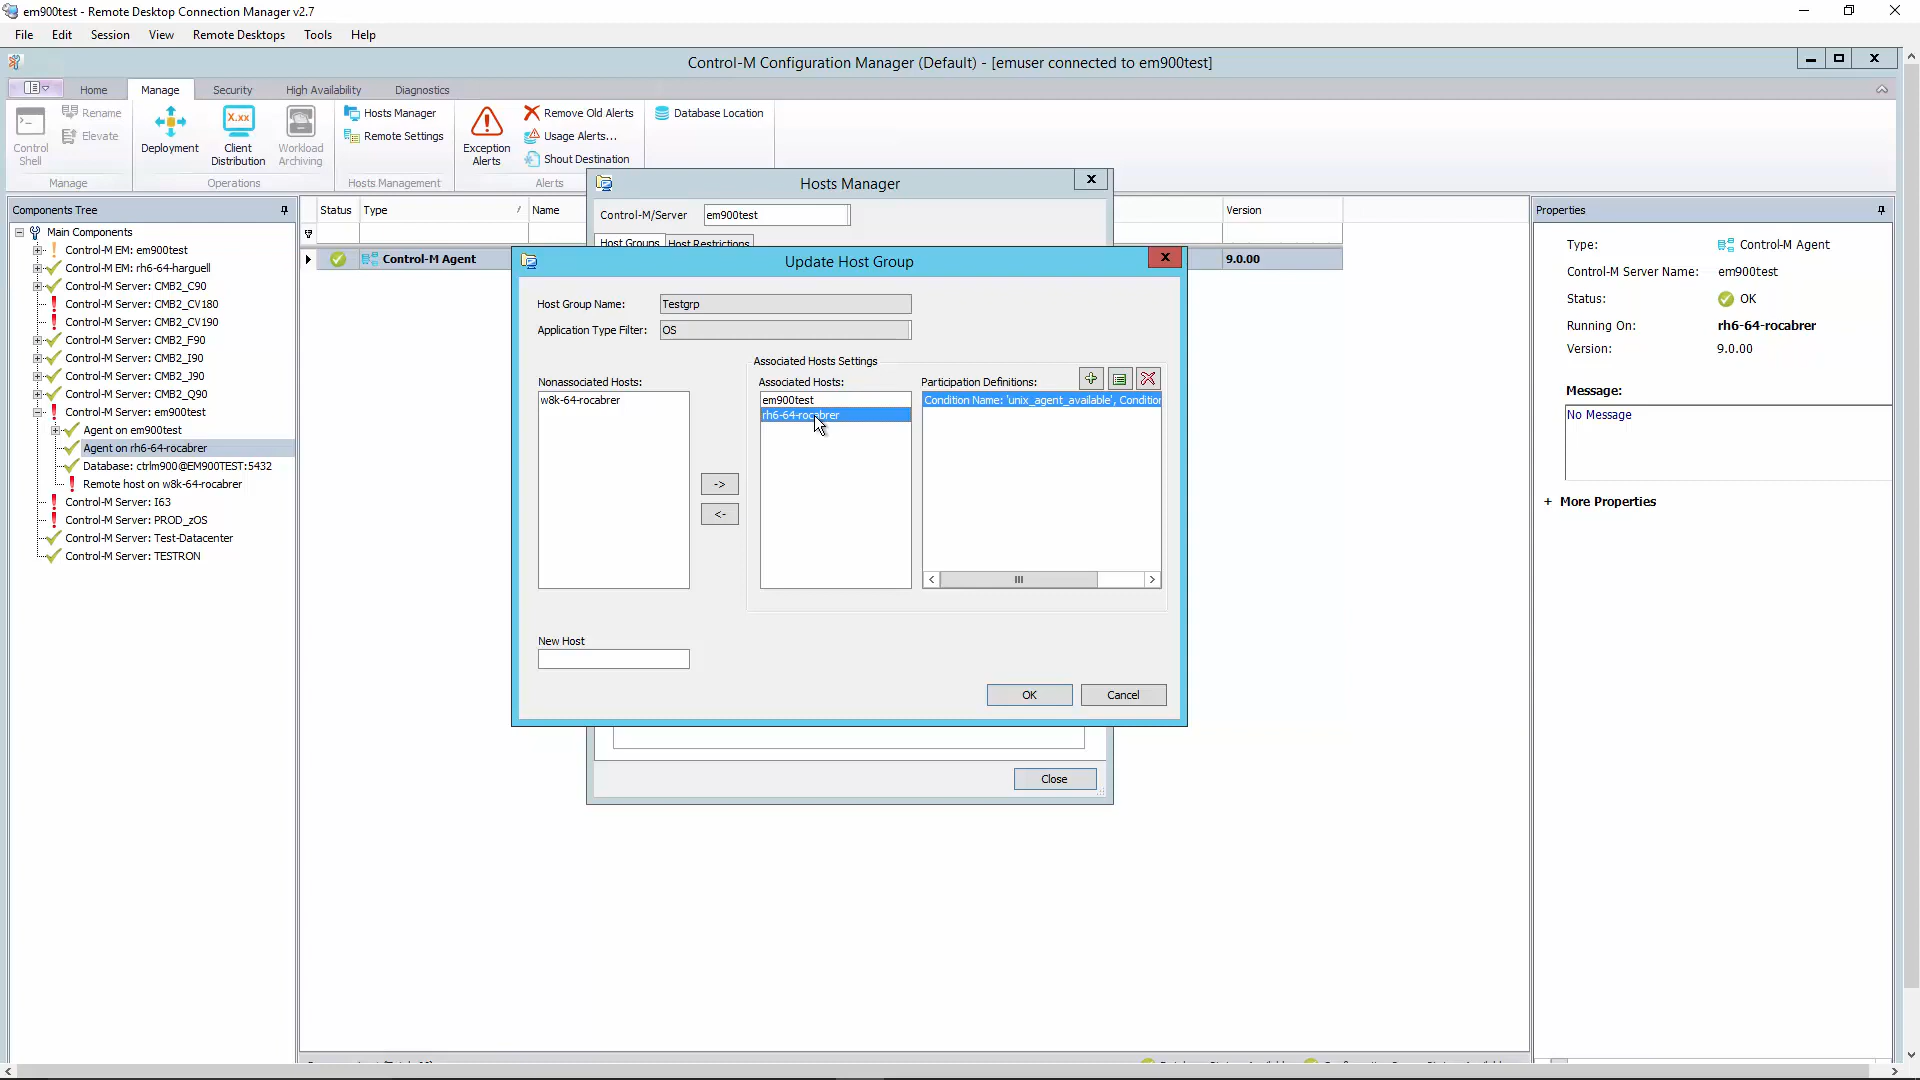 em900test - Remote Desktop Connection Manager v2.7
File Edit Session View Remote Desktops Tools Help
Control-M Configuration Manager (Default) - [emuser connected to em900test]
Home Manage Security High Availability Diagnostics
Control Shell
Rename
Elevate
Manage
Deployment
X.xx
Client Distribution
Workload Archiving
Operations
Hosts Manager
Remote Settings
Hosts Management
Exception Alerts
Remove Old Alerts
Usage Alerts...
Shout Destination
Alerts
Database Location
Components Tree
Main Components
Control-M EM: em900test
Control-M EM: rh6-64-harguell
Control-M Server: CMB2_C90
Control-M Server: CMB2_CV180
Control-M Server: CMB2_CV190
Control-M Server: CMB2_F90
Control-M Server: CMB2_I90
Control-M Server: CMB2_J90
Control-M Server: CMB2_Q90
Control-M Server: em900test
Agent on em900test
Agent on rh6-64-rocabrer
Database: ctrlm900@EM900TEST:5432
Remote host on w8k-64-rocabrer
Control-M Server: I63
Control-M Server: PROD_zOS
Control-M Server: Test-Datacenter
Control-M Server: TESTRON
Status Type / Name Version
Control-M Agent 9.0.00
Hosts Manager
Control-M/Server em900test
Host Groups Host Restrictions
Update Host Group
Host Group Name: Testgrp
Application Type Filter: OS
Associated Hosts Settings
Nonassociated Hosts:
w8k-64-rocabrer
->
<-
Associated Hosts:
em900test
rh6-64-rocabrer
Participation Definitions:
Condition Name: 'unix_agent_available', Condition
New Host
OK Cancel
Close
Properties
Type: Control-M Agent
Control-M Server Name: em900test
Status: OK
Running On: rh6-64-rocabrer
Version: 9.0.00
Message:
No Message
+ More Properties